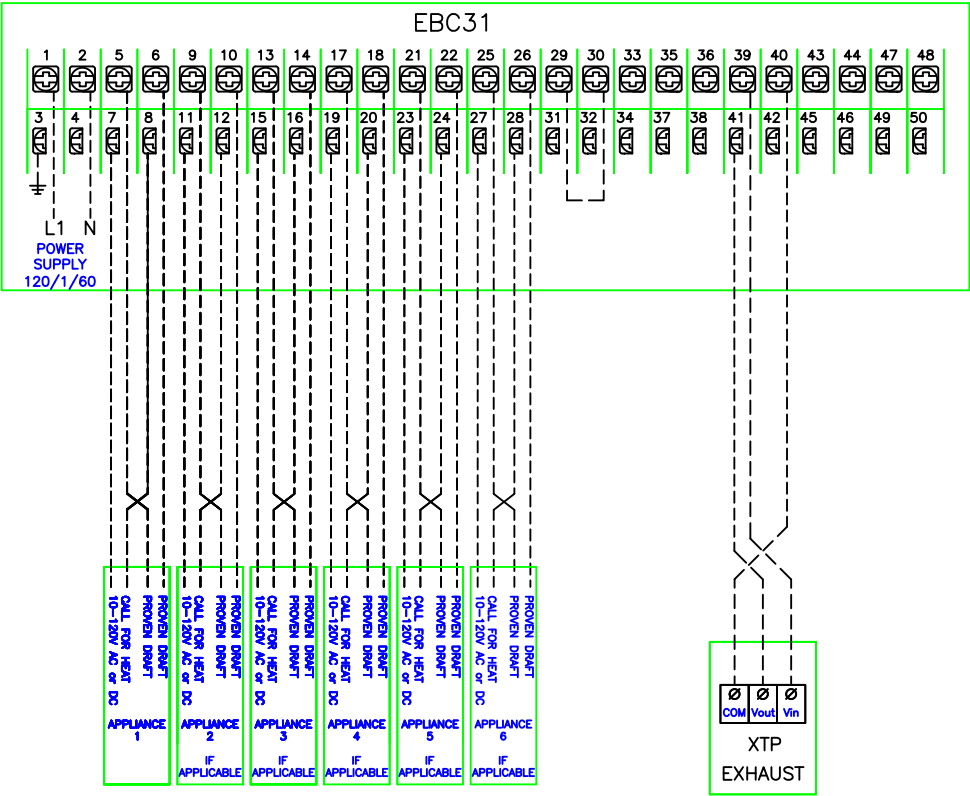 EBC31
1 2 5 6 9 10 13 14 17 18 21 22 25 26 29 30 33 35 36 39 40 43 44 47 48
3 4 7 8 11 12 15 16 19 20 23 24 27 28 31 32 34 37 38 41 42 45 46 49 50
L1 N
POWER
SUPPLY
120/1/60
10-120V AC or DC
CALL FOR HEAT
PROVEN DRAFT
PROVEN DRAFT
APPLIANCE
1
10-120V AC or DC
CALL FOR HEAT
PROVEN DRAFT
PROVEN DRAFT
APPLIANCE
2
IF
APPLICABLE
10-120V AC or DC
CALL FOR HEAT
PROVEN DRAFT
PROVEN DRAFT
APPLIANCE
3
IF
APPLICABLE
10-120V AC or DC
CALL FOR HEAT
PROVEN DRAFT
PROVEN DRAFT
APPLIANCE
4
IF
APPLICABLE
10-120V AC or DC
CALL FOR HEAT
PROVEN DRAFT
PROVEN DRAFT
APPLIANCE
5
IF
APPLICABLE
10-120V AC or DC
CALL FOR HEAT
PROVEN DRAFT
PROVEN DRAFT
APPLIANCE
6
IF
APPLICABLE
COM Vout Vin
XTP
EXHAUST